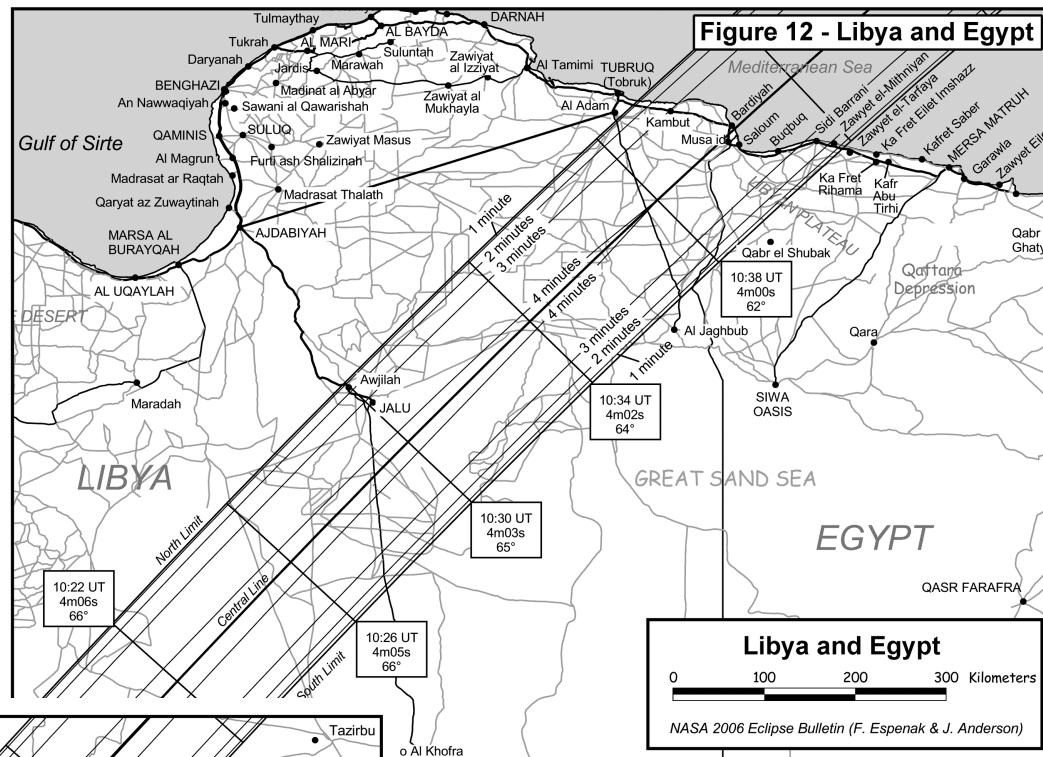 Figure 12 - Libya and Egypt
Tulmaythay
DARNAH
AL BAYDA
Tukrah
AL MARJ
Suluntah
Daryanah
Jardis
Marawah
Zawiyat
al Izziyat
Al Tamimi
TUBRUQ
(Tobruk)
Mediterranean Sea
BENGHAZI
Madinat al Abyar
An Nawwaqiyah
Sawani al Qawarishah
Zawiyat al
Mukhayla
Al Adam
Bardiyah
Saloum
Buqbuq
Sidi Barrani
Zawyet el-Mithniyah
Zawyet el-Tarfaya
Ka Fret Eilet Imshazz
Kafret Saber
MERSA MATRUH
Garawla
Gulf of Sirte
QAMINIS
SULUQ
Zawiyat Masus
Kambut
Musa id
Al Magrun
Furti ash Shalizinah
Ka Fret
Rihama
Kafr
Abu
Tirhi
Madrasat ar Raqtah
Madrasat Thalath
LIBYAN PLATEAU
Qaryat az Zuwaytinah
1 minute
2 minutes
3 minutes
MARSA AL
BURAYQAH
AJDABIYAH
Qabr el Shubak
Qabr
4 minutes
4 minutes
10:38 UT
4m00s
62°
Qattara
Depression
AL UQAYLAH
DESERT
3 minutes
2 minutes
1 minute
Al Jaghbub
Qara
Awjilah
JALU
Maradah
SIWA
OASIS
10:34 UT
4m02s
64°
LIBYA
GREAT SAND SEA
10:30 UT
4m03s
65°
EGYPT
North Limit
10:22 UT
4m06s
66°
Central Line
QASR FARAFRA
10:26 UT
4m05s
66°
South Limit
Libya and Egypt
0 100 200 300 Kilometers
NASA 2006 Eclipse Bulletin (F. Espenak & J. Anderson)
Tazirbu
o Al Khofra